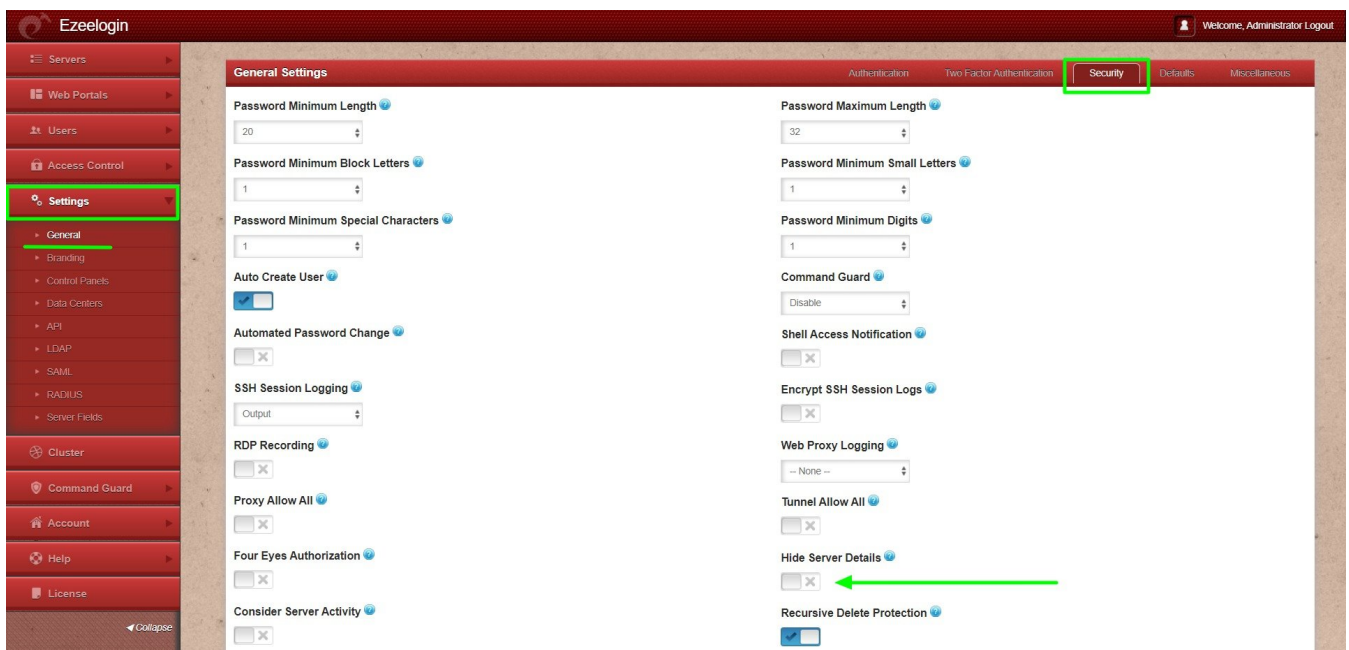 Ezeelogin
Welcome, Administrator Logout
Servers
Web Portals
Users
Access Control
Settings
General
Branding
Control Panels
Data Centers
API
LDAP
SAML
RADIUS
Server Fields
Cluster
Command Guard
Account
Help
License
Collapse
General Settings
Authentication
Two Factor Authentication
Security
Defaults
Miscellaneous
Password Minimum Length
Password Maximum Length
20
32
Password Minimum Block Letters
Password Minimum Small Letters
1
1
Password Minimum Special Characters
Password Minimum Digits
1
1
Auto Create User
Command Guard
Disable
Automated Password Change
Shell Access Notification
SSH Session Logging
Encrypt SSH Session Logs
Output
RDP Recording
Web Proxy Logging
-- None --
Proxy Allow All
Tunnel Allow All
Four Eyes Authorization
Hide Server Details
Consider Server Activity
Recursive Delete Protection